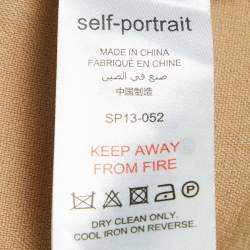 self-portrait
MADE IN CHINA
FABRIQUÉ EN CHINE
صنع في الصين
中国制造
SP13-052
KEEP AWAY
FROM FIRE
DRY CLEAN ONLY.
COOL IRON ON REVERSE.